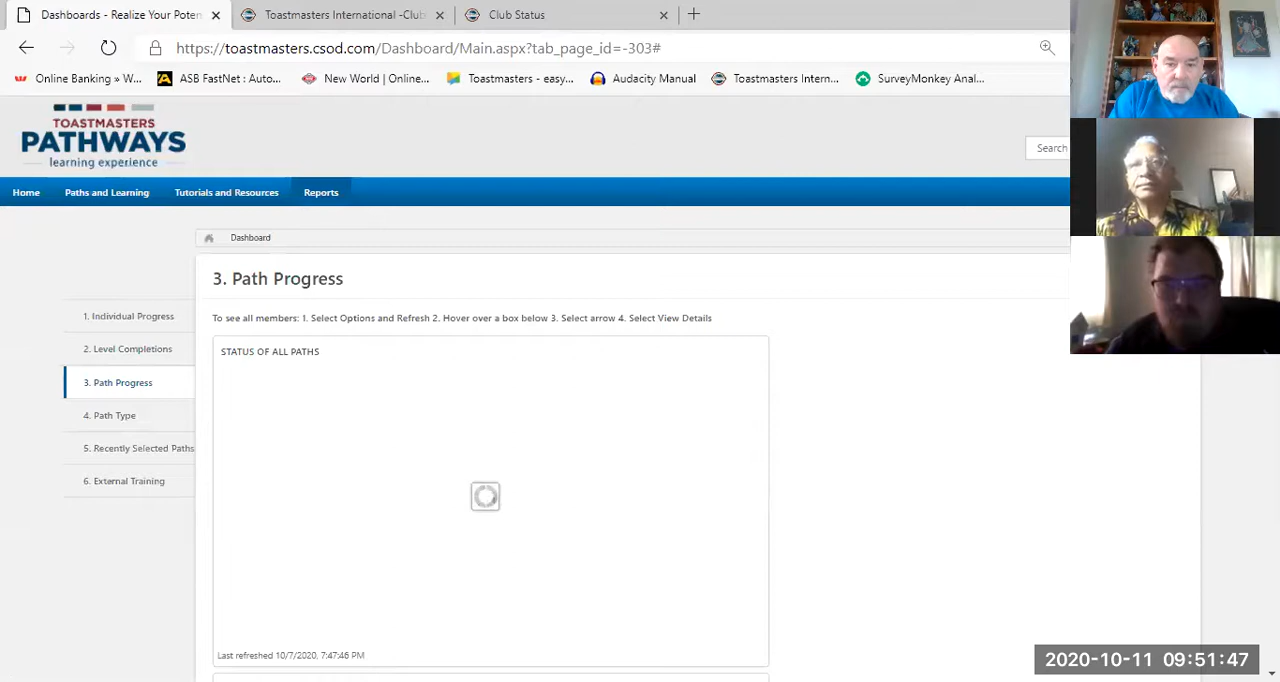 Dashboards - Realize Your Poten
Toastmasters International -Club
Club Status
https://toastmasters.csod.com/Dashboard/Main.aspx?tab_page_id=-303#
Online Banking » W...
ASB FastNet : Auto...
New World | Online...
Toastmasters - easy...
Audacity Manual
Toastmasters Intern...
SurveyMonkey Anal...
TOASTMASTERS
PATHWAYS
learning experience
Search
Home
Paths and Learning
Tutorials and Resources
Reports
Dashboard
3. Path Progress
To see all members: 1. Select Options and Refresh 2. Hover over a box below 3. Select arrow 4. Select View Details
1. Individual Progress
2. Level Completions
3. Path Progress
4. Path Type
5. Recently Selected Paths
6. External Training
STATUS OF ALL PATHS
Last refreshed 10/7/2020, 7:47:46 PM
2020-10-11 09:51:47